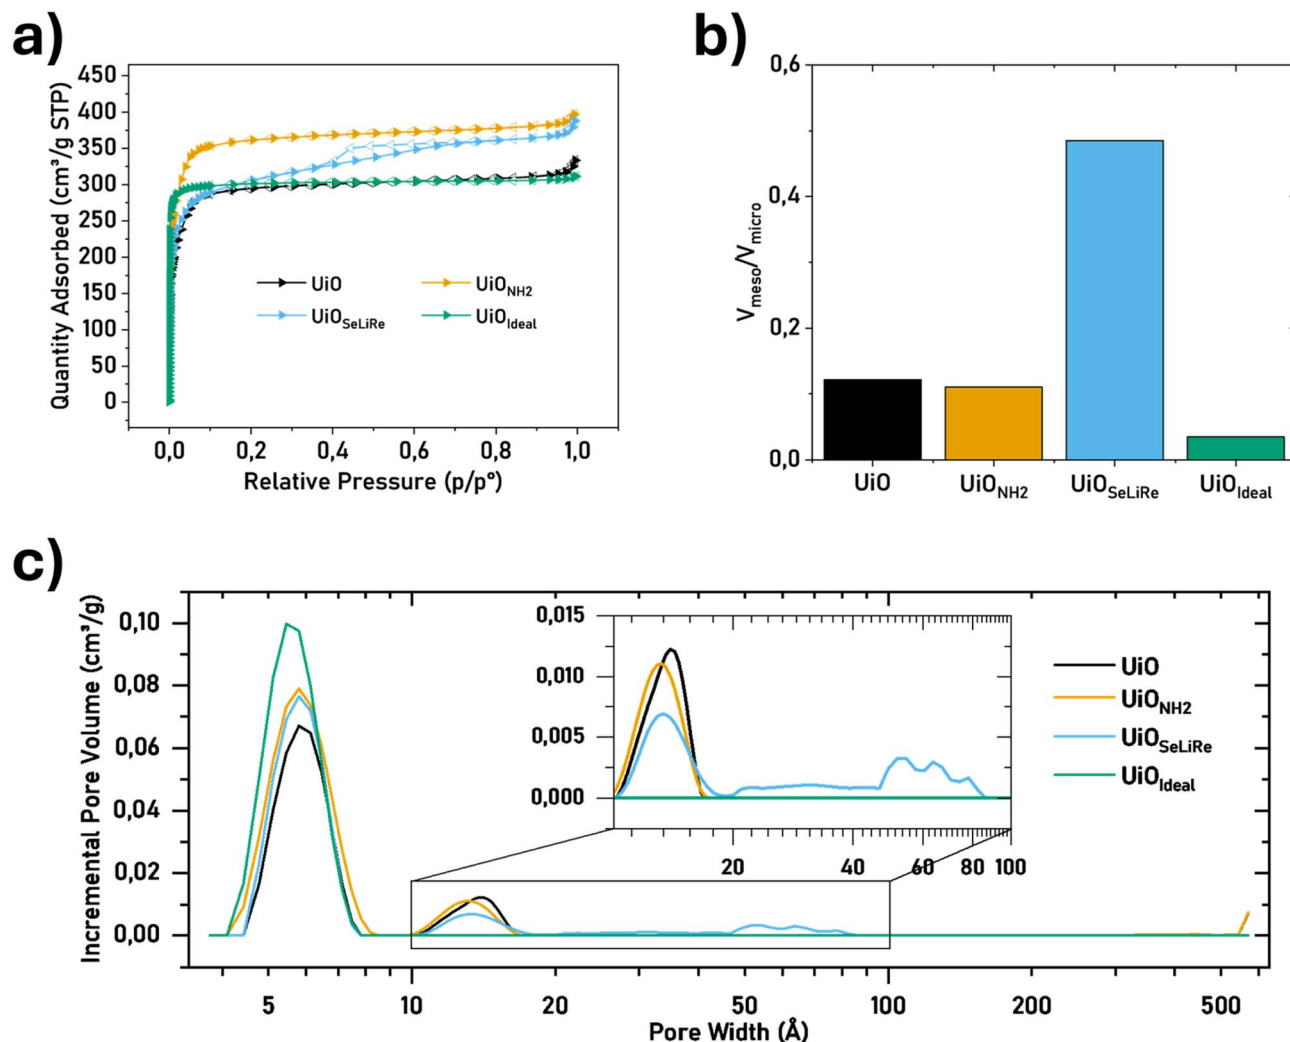 a)
Quantity Adsorbed (cm³/g STP)
450
400
350
300
250
200
150
100
50
0
UiO
UiO_NH2
UiO_SeLiRe
UiO_Ideal
0,0
0,2
0,4
0,6
0,8
1,0
Relative Pressure (p/p°)
b)
V_meso/V_micro
0,6
0,4
0,2
0,0
UiO
UiO_NH2
UiO_SeLiRe
UiO_Ideal
c)
Incremental Pore Volume (cm³/g)
0,10
0,08
0,06
0,04
0,02
0,00
0,015
0,010
0,005
0,000
20
40
60
80
100
UiO
UiO_NH2
UiO_SeLiRe
UiO_Ideal
5
10
20
50
100
200
500
Pore Width (Å)